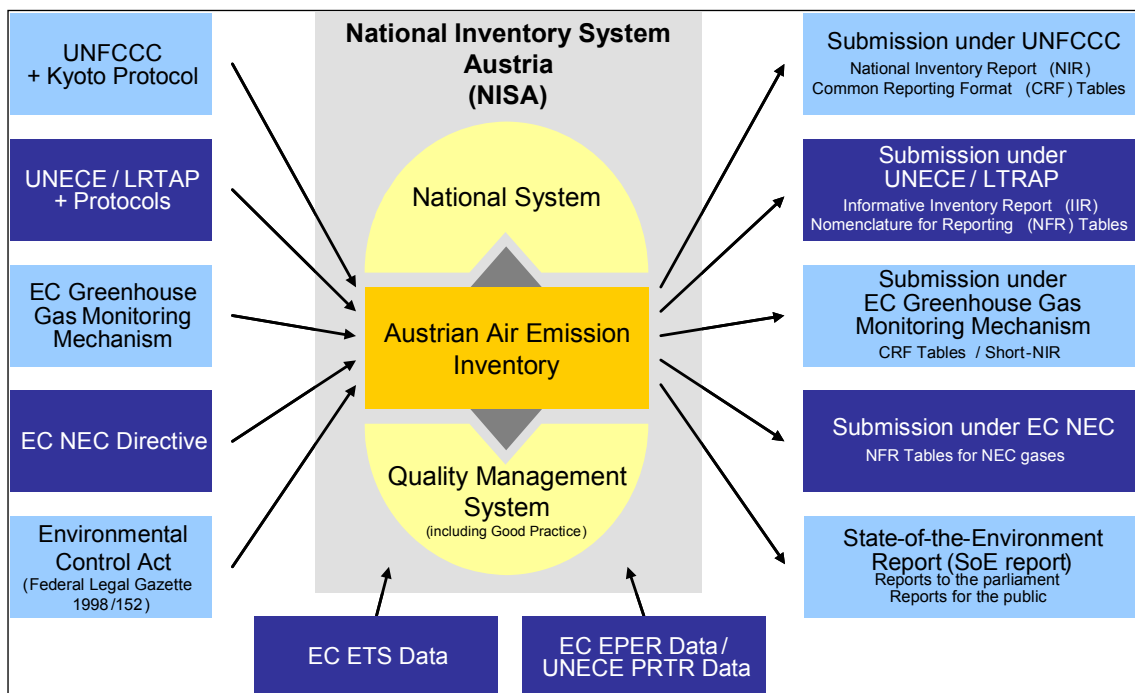 UNFCCC
+ Kyoto Protocol
UNECE / LRTAP
+ Protocols
EC Greenhouse
Gas Monitoring
Mechanism
EC NEC Directive
Environmental
Control Act
(Federal Legal Gazette
1998/152)
National Inventory System
Austria
(NISA)
National System
Austrian Air Emission
Inventory
Quality Management
System
(including Good Practice)
EC ETS Data
EC EPER Data /
UNECE PRTR Data
Submission under UNFCCC
National Inventory Report (NIR)
Common Reporting Format (CRF) Tables
Submission under
UNECE / LTRAP
Informative Inventory Report (IIR)
Nomenclature for Reporting (NFR) Tables
Submission under
EC Greenhouse Gas
Monitoring Mechanism
CRF Tables / Short-NIR
Submission under EC NEC
NFR Tables for NEC gases
State-of-the-Environment
Report (SoE report)
Reports to the parliament
Reports for the public